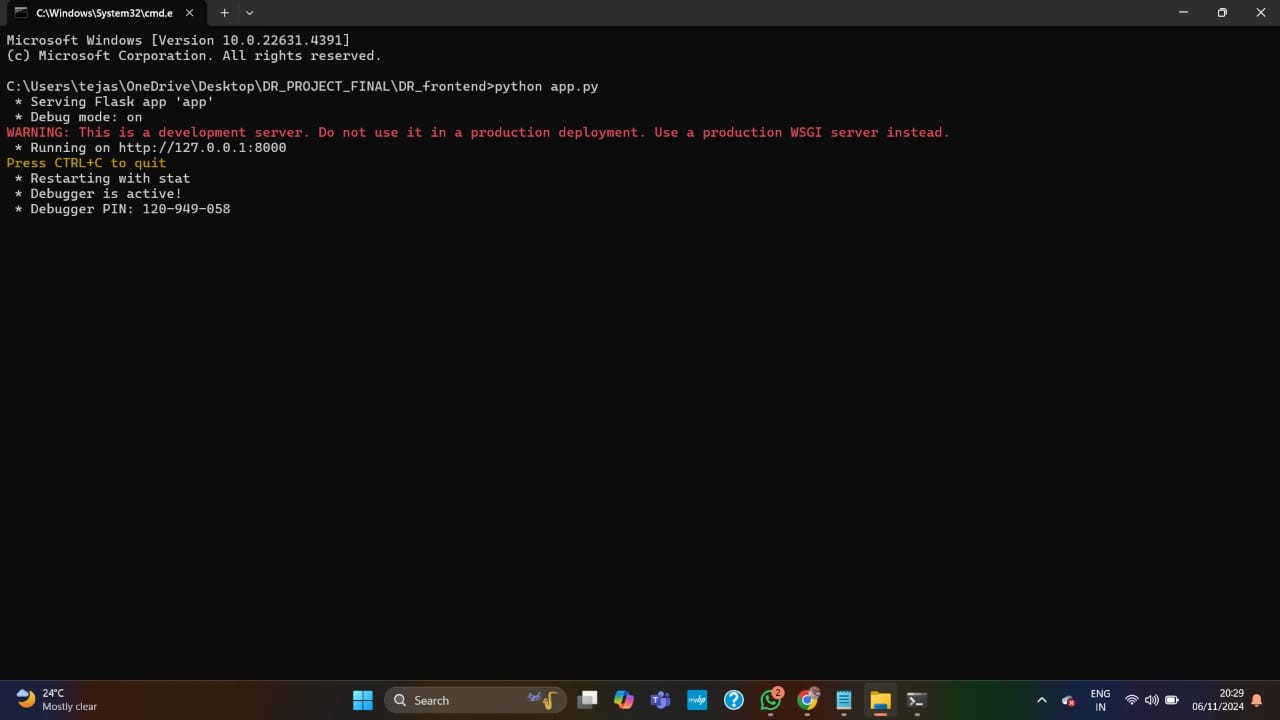 C:\Windows\System32\cmd.e
Microsoft Windows [Version 10.0.22631.4391]
(c) Microsoft Corporation. All rights reserved.
C:\Users\tejas\OneDrive\Desktop\DR_PROJECT_FINAL\DR_frontend>python app.py
* Serving Flask app 'app'
* Debug mode: on
WARNING: This is a development server. Do not use it in a production deployment. Use a production WSGI server instead.
* Running on http://127.0.0.1:8000
Press CTRL+C to quit
* Restarting with stat
* Debugger is active!
* Debugger PIN: 120-949-058
24°C
Mostly clear
Search
myhp
2
ENG
IN
20:29
06/11/2024